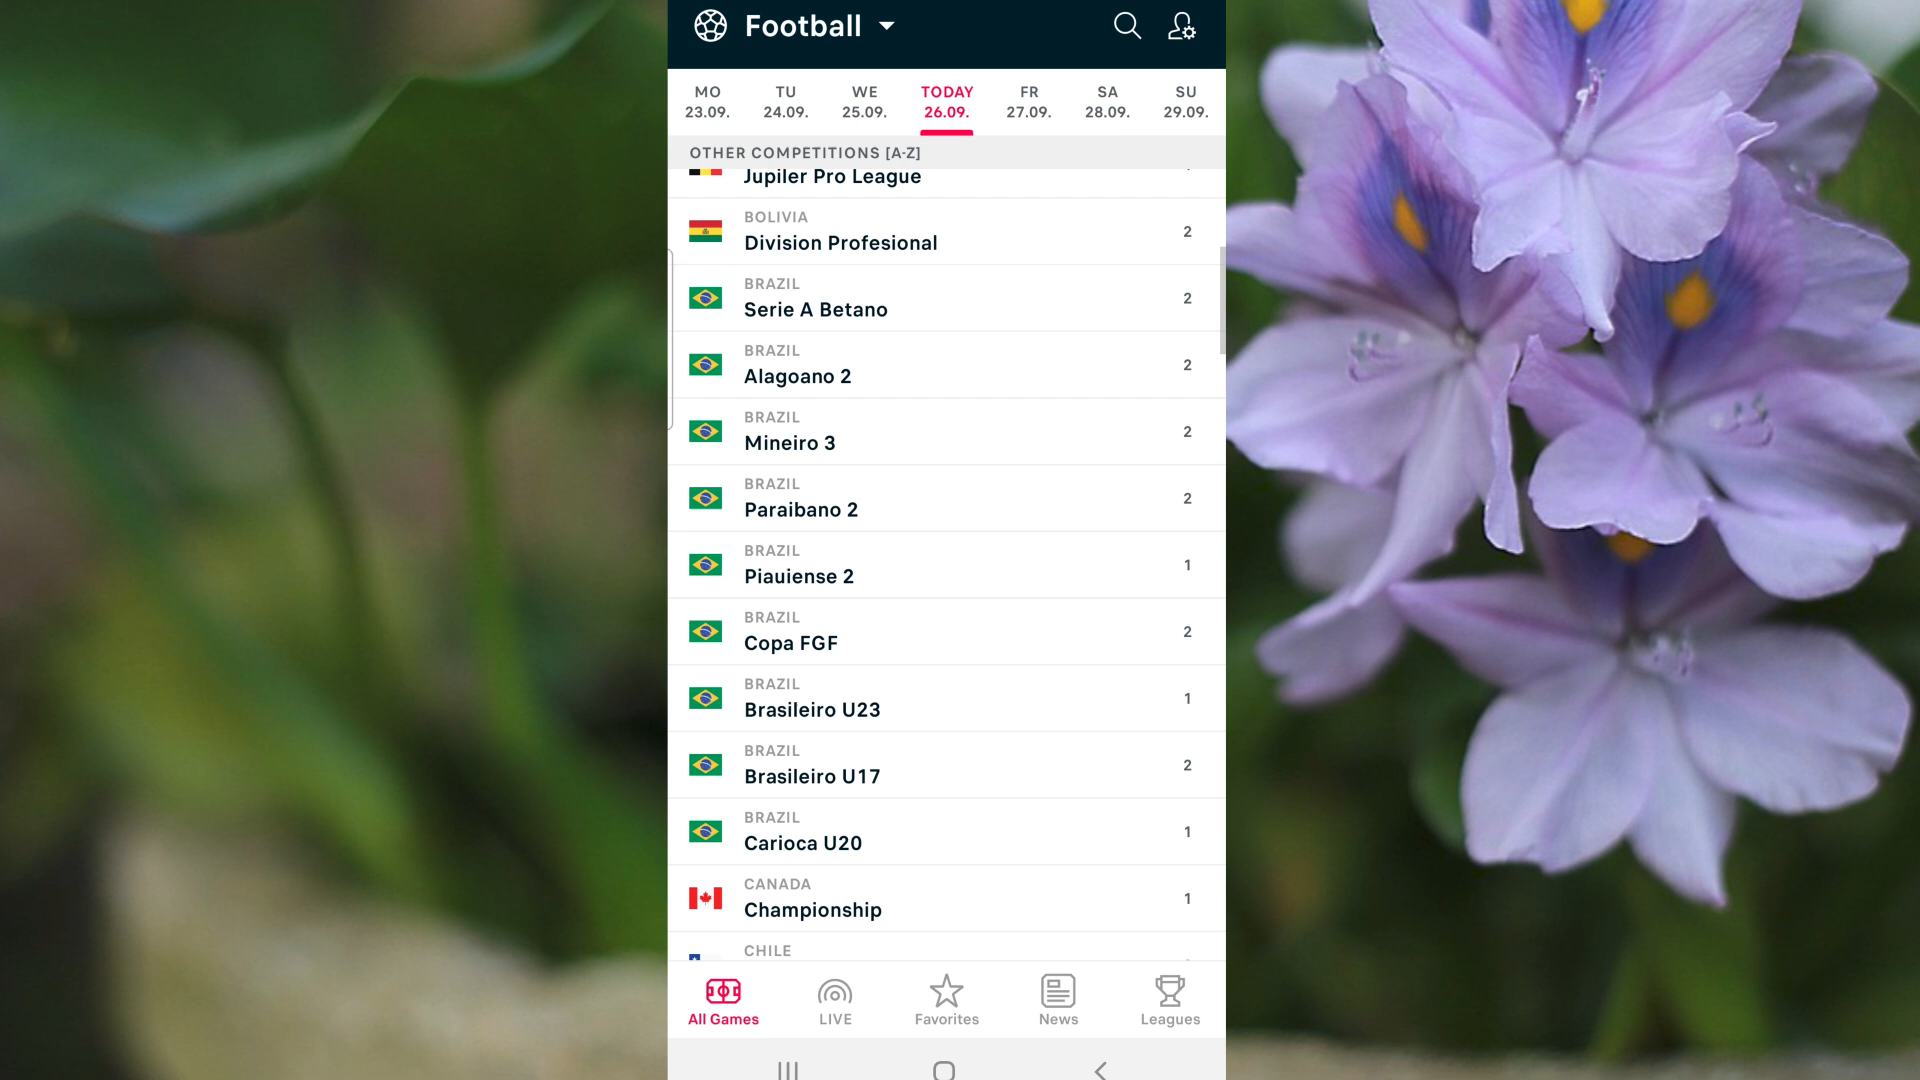 Football
MO TU WE TODAY FR SA SU
23.09. 24.09. 25.09. 26.09. 27.09. 28.09. 29.09.
OTHER COMPETITIONS [A-Z]
Jupiler Pro League
BOLIVIA
Division Profesional 2
BRAZIL
Serie A Betano 2
BRAZIL
Alagoano 2 2
BRAZIL
Mineiro 3 2
BRAZIL
Paraibano 2 2
BRAZIL
Piauiense 2 1
BRAZIL
Copa FGF 2
BRAZIL
Brasileiro U23 1
BRAZIL
Brasileiro U17 2
BRAZIL
Carioca U20 1
CANADA
Championship 1
CHILE
All Games LIVE Favorites News Leagues